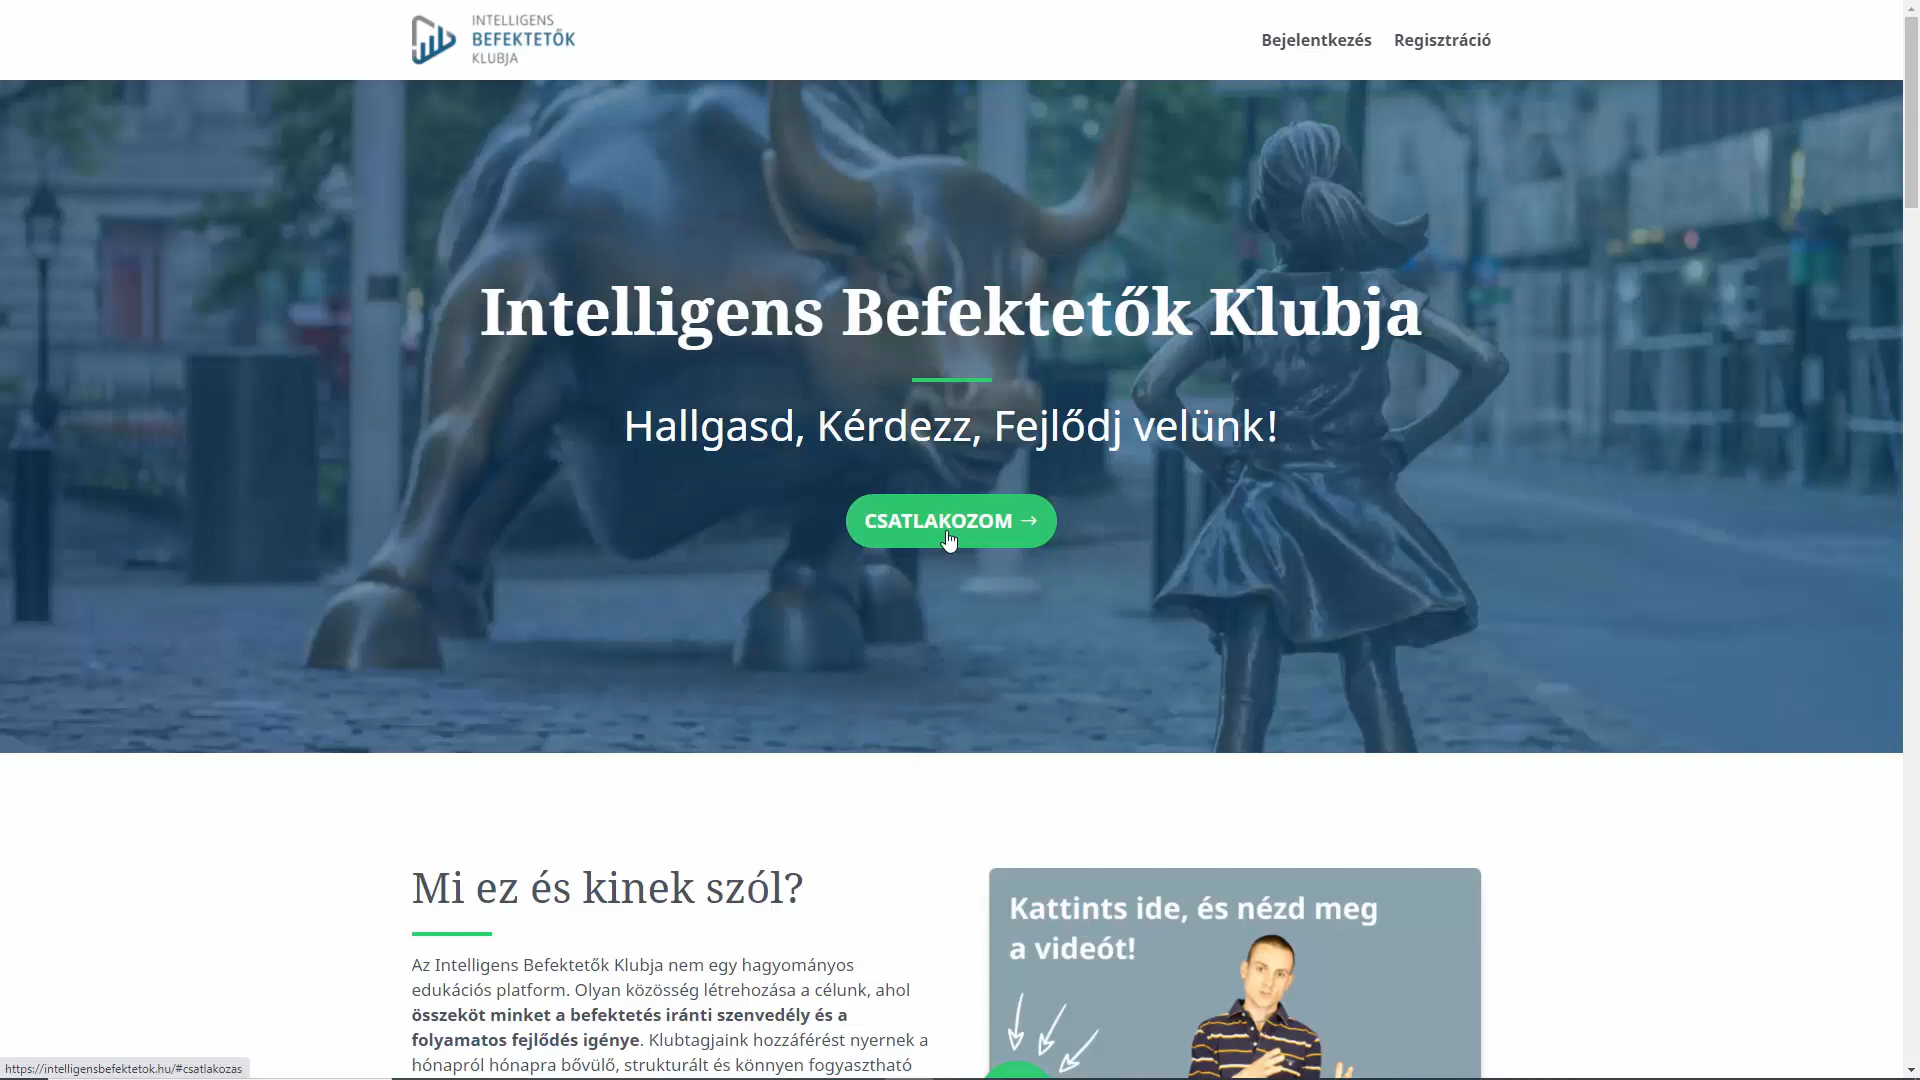 INTELLIGENS
BEFEKTETŐK
KLUBJA
Bejelentkezés Regisztráció
Intelligens Befektetők Klubja
Hallgasd, Kérdezz, Fejlődj velünk!
CSATLAKOZOM →
Mi ez és kinek szól?
Az Intelligens Befektetők Klubja nem egy hagyományos
edukációs platform. Olyan közösség létrehozása a célunk, ahol
összeköt minket a befektetés iránti szenvedély és a
folyamatos fejlődés igénye. Klubtagjaink hozzáférést nyernek a
hónapról hónapra bővülő, strukturált és könnyen fogyasztható
Kattints ide, és nézd meg
a videót!
https://intelligensbefektetok.hu/#csatlakozas